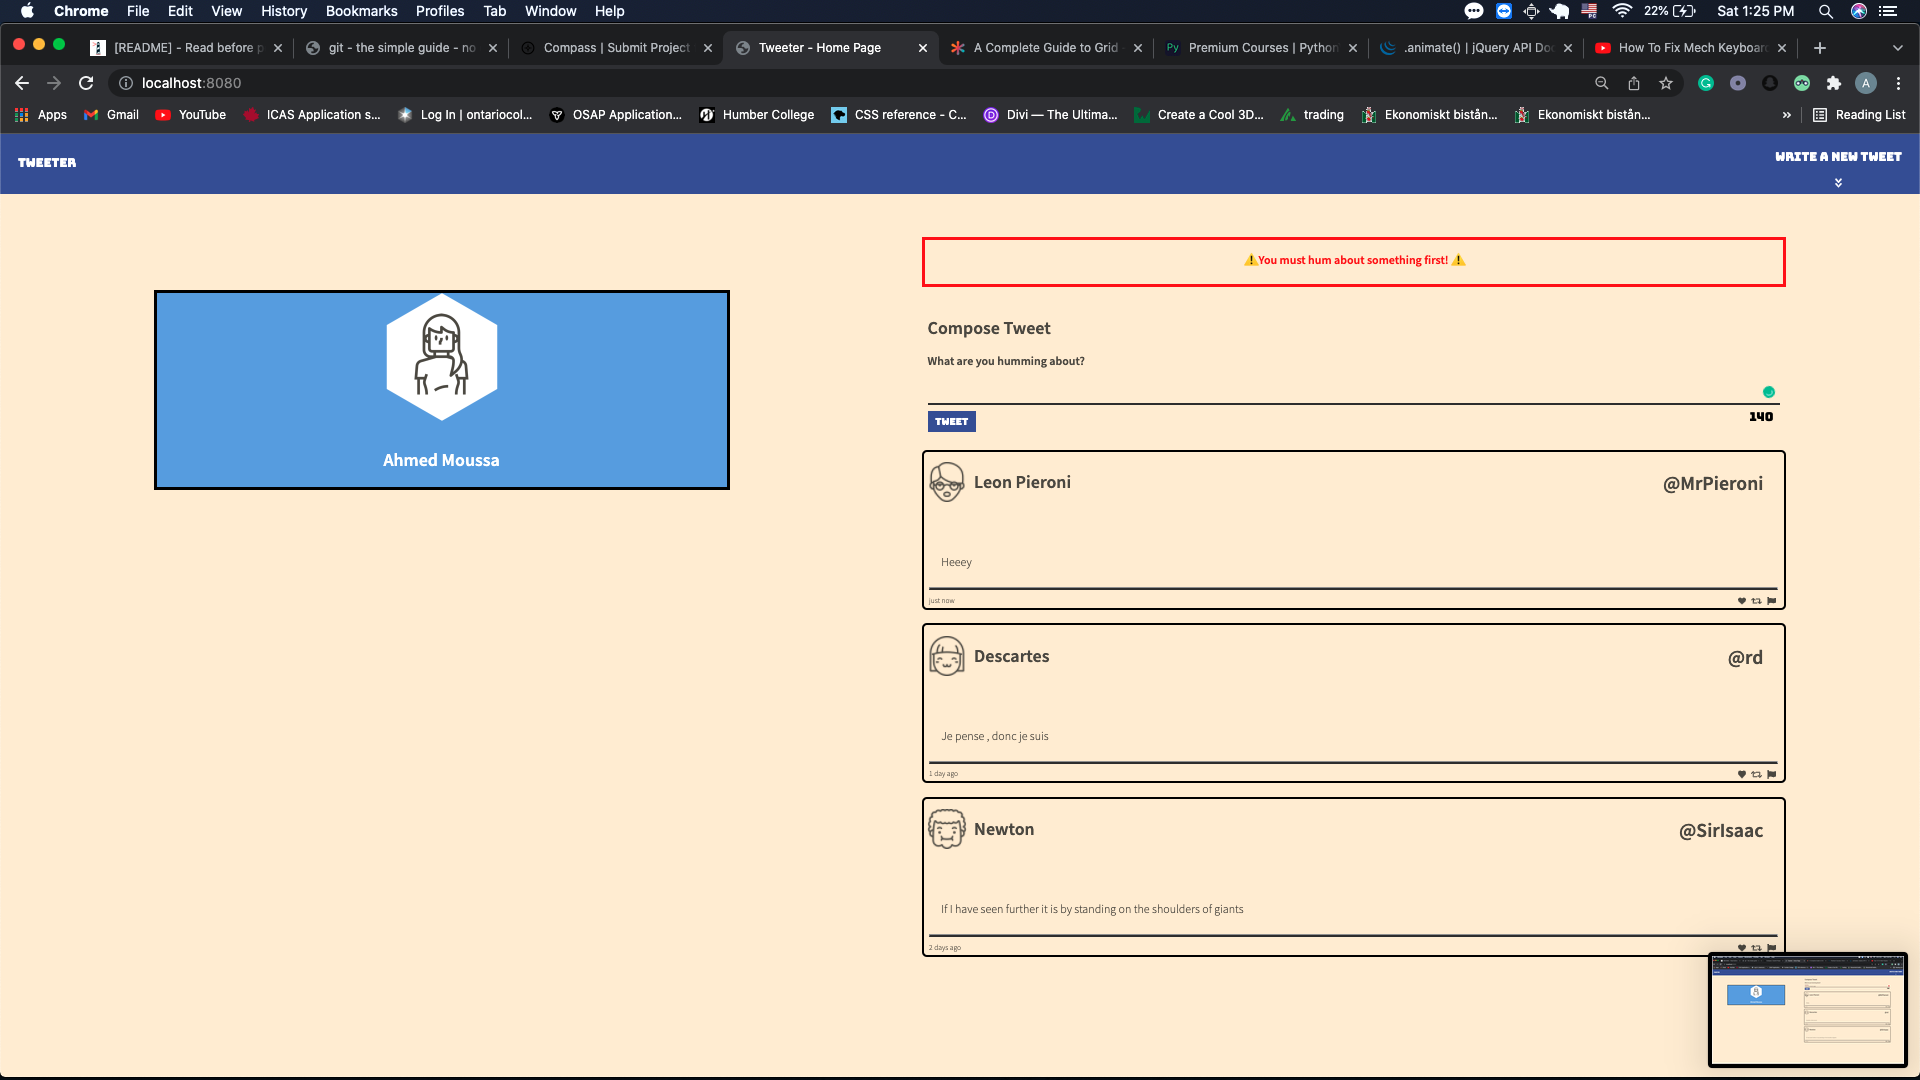 Chrome File Edit View History Bookmarks Profiles Tab Window Help 22% Sat 1:25 PM
[README] - Read before p git - the simple guide - no Compass | Submit Project Tweeter - Home Page A Complete Guide to Grid Premium Courses | Python .animate() | jQuery API Do How To Fix Mech Keyboar
localhost:8080 A
Apps Gmail YouTube ICAS Application s... Log In | ontariocol... OSAP Application... Humber College CSS reference - C... Divi — The Ultima... Create a Cool 3D... trading Ekonomiskt bistån... Ekonomiskt bistån... » Reading List
TWEETER
WRITE A NEW TWEET
⚠️You must hum about something first! ⚠️
Ahmed Moussa
Compose Tweet
What are you humming about?
TWEET 140
Leon Pieroni @MrPieroni
Heeey
just now
Descartes @rd
Je pense , donc je suis
1 day ago
Newton @SirIsaac
If I have seen further it is by standing on the shoulders of giants
2 days ago